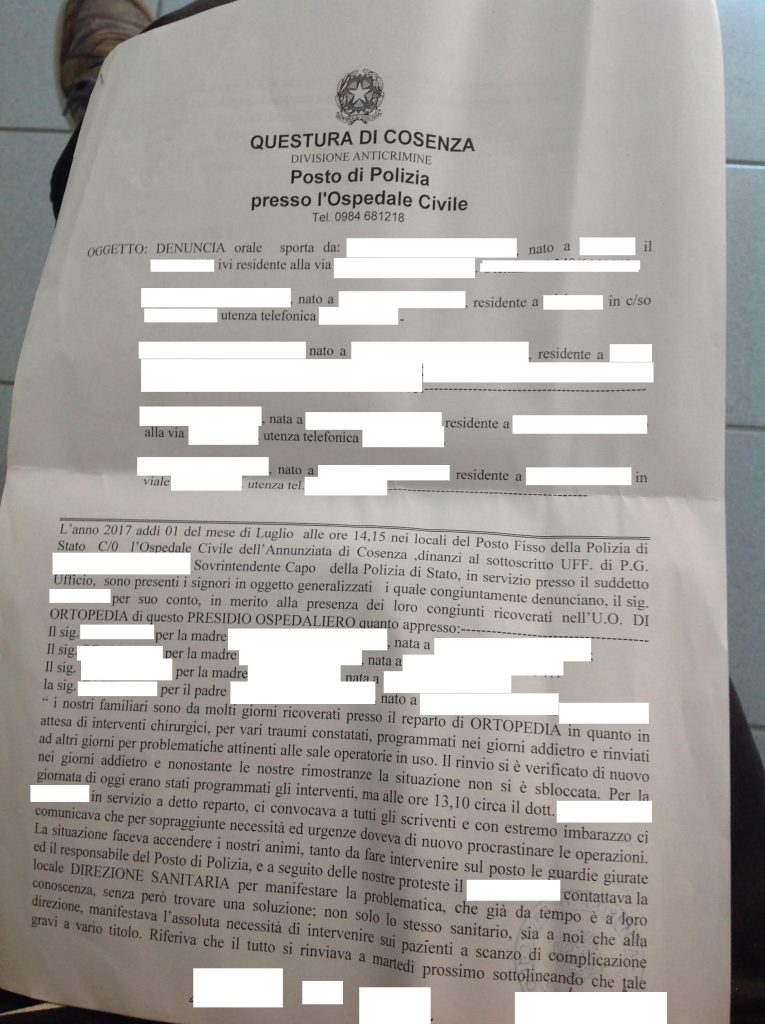 QUESTURA DI COSENZA
DIVISIONE ANTICRIMINE
Posto di Polizia
presso l'Ospedale Civile
Tel. 0984 681218
OGGETTO: DENUNCIA orale sporta da: , nato a il
ivi residente alla via
, nato a , residente a in c/so
utenza telefonica
nato a , residente a
, nata a residente a
alla via utenza telefonica
, nato a residente a in
viale , utenza tel.
L'anno 2017 addì 01 del mese di Luglio alle ore 14,15 nei locali del Posto Fisso della Polizia di
Stato C/0 l'Ospedale Civile dell'Annunziata di Cosenza ,dinanzi al sottoscritto UFF. di P.G.
Sovrintendente Capo della Polizia di Stato, in servizio presso il suddetto
Ufficio, sono presenti i signori in oggetto generalizzati i quale congiuntamente denunciano, il sig.
per suo conto, in merito alla presenza dei loro congiunti ricoverati nell'U.O. DI
ORTOPEDIA di questo PRESIDIO OSPEDALIERO quanto appresso:
Il sig. per la madre , nata a
Il sig. per la madre , nata a
Il sig. per la madre nata a
la sig. per il padre nato a
“ i nostri familiari sono da molti giorni ricoverati presso il reparto di ORTOPEDIA in quanto in
attesa di interventi chirurgici, per vari traumi constatati, programmati nei giorni addietro e rinviati
ad altri giorni per problematiche attinenti alle sale operatorie in uso. Il rinvio si è verificato di nuovo
nei giorni addietro e nonostante le nostre rimostranze la situazione non si è sbloccata. Per la
giornata di oggi erano stati programmati gli interventi, ma alle ore 13,10 circa il dott.
in servizio a detto reparto, ci convocava a tutti gli scriventi e con estremo imbarazzo ci
comunicava che per sopraggiunte necessità ed urgenze doveva di nuovo procrastinare le operazioni.
La situazione faceva accendere i nostri animi, tanto da fare intervenire sul posto le guardie giurate
ed il responsabile del Posto di Polizia, e a seguito delle nostre proteste il contattava la
locale DIREZIONE SANITARIA per manifestare la problematica, che già da tempo è a loro
conoscenza, senza però trovare una soluzione; non solo lo stesso sanitario, sia a noi che alla
direzione, manifestava l'assoluta necessità di intervenire sui pazienti a scanzo di complicazione
gravi a vario titolo. Riferiva che il tutto si rinviava a martedì prossimo sottolineando che tale